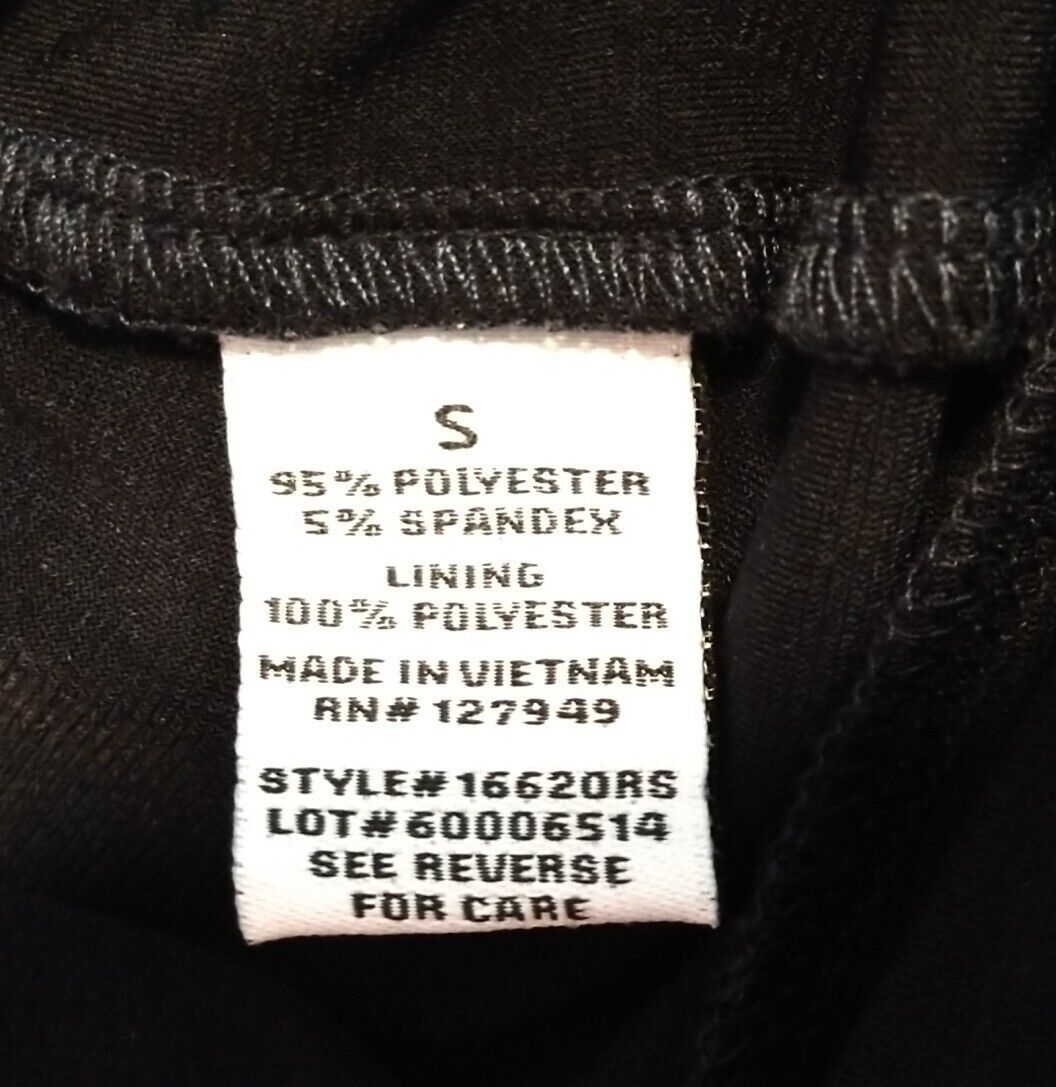 S
95% POLYESTER
5% SPANDEX
LINING
100% POLYESTER
MADE IN VIETNAM
RN# 127949
STYLE#16620RS
LOT#60006514
SEE REVERSE
FOR CARE